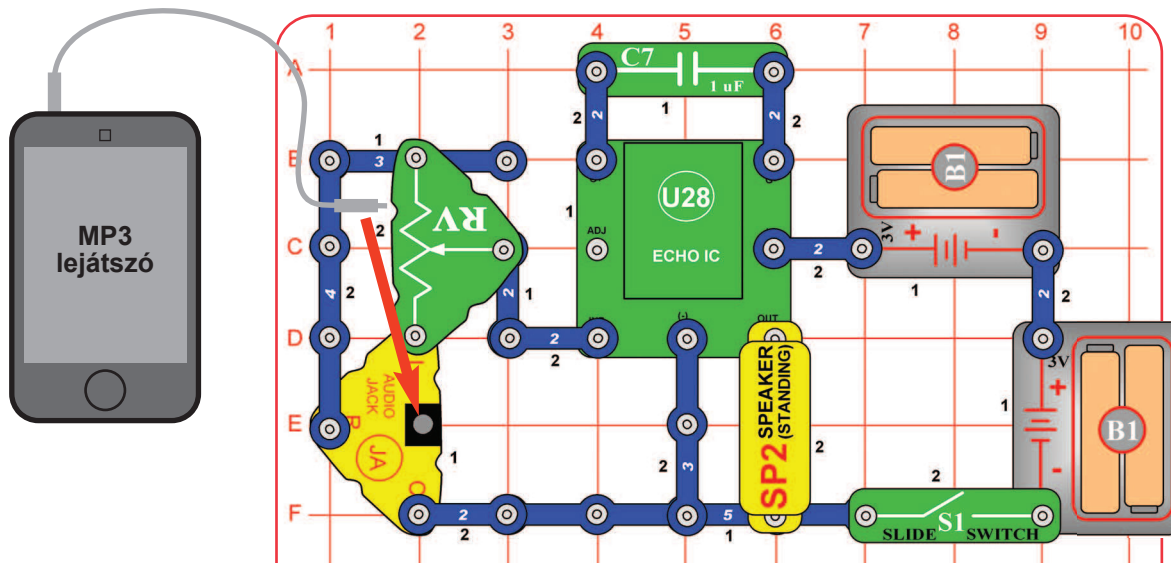 1 2 3 4 5 6 7 8 9 10
A
C7
1 uF
1
2
2
2
2
1
B
3
B1
U28
MP3
lejátszó
RV
2
1
ADJ
ECHO IC
3V
+ -
C
2
2
1
4
2
2
1
2
2
(-)
OUT
D
2
2
3V
AUDIO
JACK
L
R
JA
SPEAKER
(STANDING)
SP2
1
+
-
B1
E
1
2
3
2
2
F
2
2
5
1
S1
SLIDE SWITCH